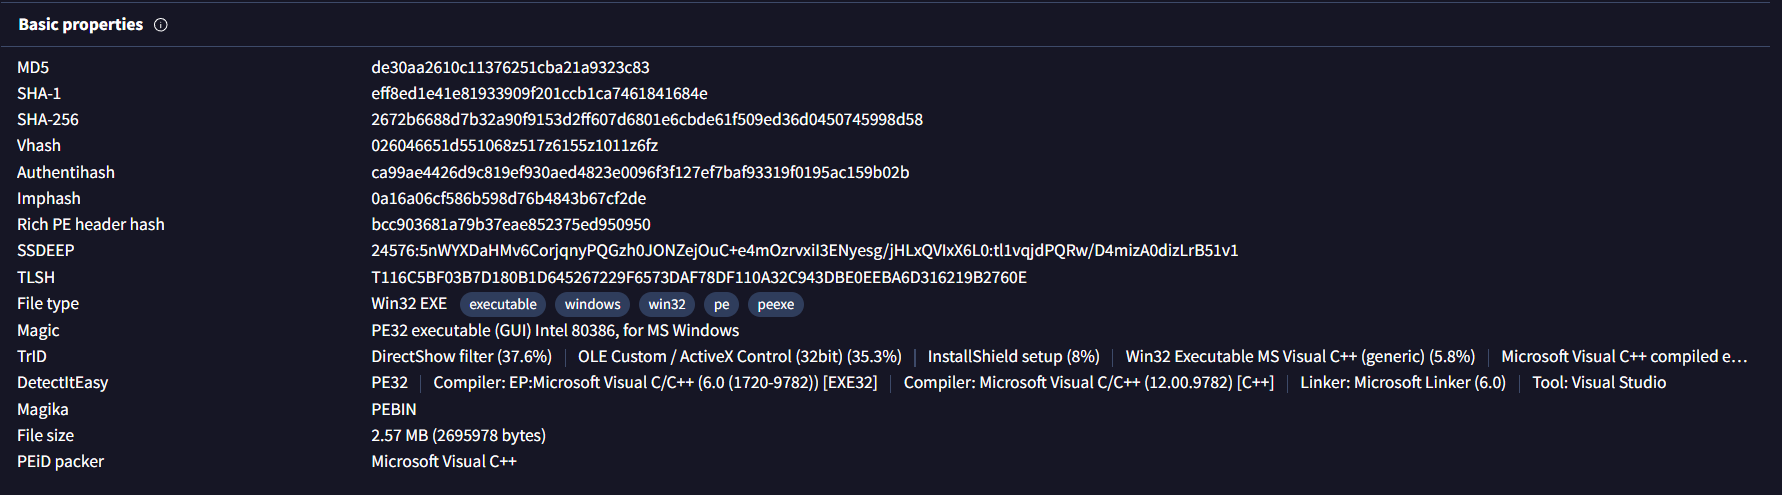 Basic properties
MD5 de30aa2610c11376251cba21a9323c83
SHA-1 eff8ed1e41e81933909f201ccb1ca7461841684e
SHA-256 2672b6688d7b32a90f9153d2ff607d6801e6cbde61f509ed36d0450745998d58
Vhash 026046651d551068z517z6155z1011z6fz
Authentihash ca99ae4426d9c819ef930aed4823e0096f3f127ef7baf93319f0195ac159b02b
Imphash 0a16a06cf586b598d76b4843b67cf2de
Rich PE header hash bcc903681a79b37eae852375ed950950
SSDEEP 24576:5nWYXDaHMv6CorjqnyPQGzh0JONZejOuC+e4mOzrvxiI3ENyesg/jHLxQVIxX6L0:tl1vqjdPQRw/D4mizA0dizLrB51v1
TLSH T116C5BF03B7D180B1D645267229F6573DAF78DF110A32C943DBE0EEBA6D316219B2760E
File type Win32 EXE executable windows win32 pe peexe
Magic PE32 executable (GUI) Intel 80386, for MS Windows
TrID DirectShow filter (37.6%) | OLE Custom / ActiveX Control (32bit) (35.3%) | InstallShield setup (8%) | Win32 Executable MS Visual C++ (generic) (5.8%) | Microsoft Visual C++ compiled e…
DetectItEasy PE32 | Compiler: EP:Microsoft Visual C/C++ (6.0 (1720-9782)) [EXE32] | Compiler: Microsoft Visual C/C++ (12.00.9782) [C++] | Linker: Microsoft Linker (6.0) | Tool: Visual Studio
Magika PEBIN
File size 2.57 MB (2695978 bytes)
PEiD packer Microsoft Visual C++